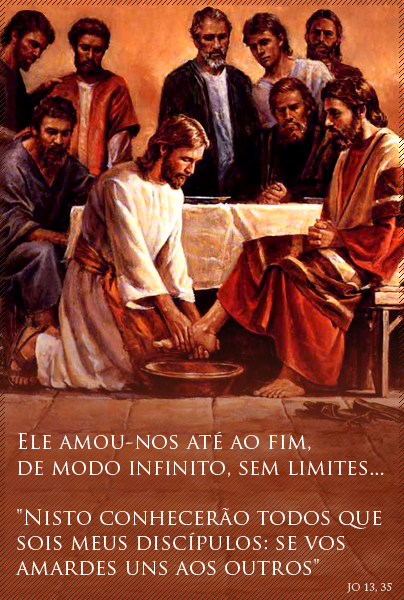 Ele amou-nos até ao fim,
de modo infinito, sem limites...
"Nisto conhecerão todos que
sois meus discípulos: se vos
amardes uns aos outros"
Jo 13, 35